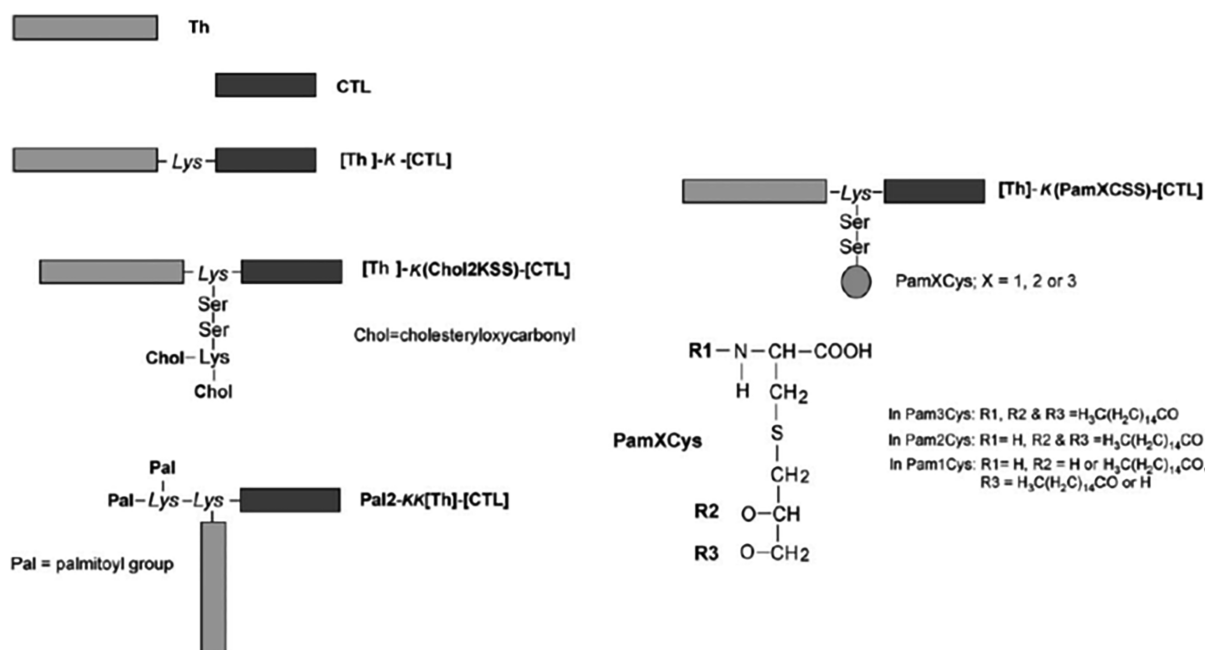 Th
CTL
Lys
[Th ]-K -[CTL]
Lys
[Th ]-K(Chol2KSS)-[CTL]
Ser
Ser
Chol–Lys
Chol
Chol=cholesteryloxycarbonyl
Pal
Pal–Lys–Lys
Pal2-KK[Th]-[CTL]
Pal = palmitoyl group
Lys
[Th]-K(PamXCSS)-[CTL]
Ser
Ser
PamXCys; X = 1, 2 or 3
R1–N–CH–COOH
H CH₂
S
PamXCys
CH₂
R2 O–CH
R3 O–CH₂
In Pam3Cys: R1, R2 & R3 =H₃C(H₂C)₁₄CO
In Pam2Cys: R1= H, R2 & R3 =H₃C(H₂C)₁₄CO
In Pam1Cys: R1= H, R2 = H or H₃C(H₂C)₁₄CO,
R3 = H₃C(H₂C)₁₄CO or H